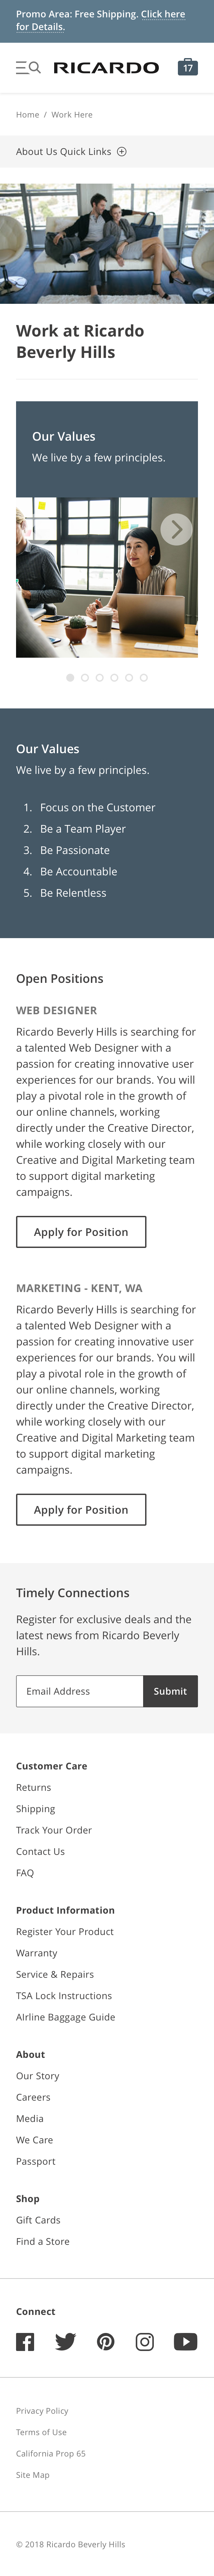 Promo Area: Free Shipping. Click here
for Details.
RICARDO
17
Home / Work Here
About Us Quick Links
Work at Ricardo
Beverly Hills
Our Values
We live by a few principles.
Our Values
We live by a few principles.
1. Focus on the Customer
2. Be a Team Player
3. Be Passionate
4. Be Accountable
5. Be Relentless
Open Positions
WEB DESIGNER
Ricardo Beverly Hills is searching for
a talented Web Designer with a
passion for creating innovative user
experiences for our brands. You will
play a pivotal role in the growth of
our online channels, working
directly under the Creative Director,
while working closely with our
Creative and Digital Marketing team
to support digital marketing
campaigns.
Apply for Position
MARKETING - KENT, WA
Ricardo Beverly Hills is searching for
a talented Web Designer with a
passion for creating innovative user
experiences for our brands. You will
play a pivotal role in the growth of
our online channels, working
directly under the Creative Director,
while working closely with our
Creative and Digital Marketing team
to support digital marketing
campaigns.
Apply for Position
Timely Connections
Register for exclusive deals and the
latest news from Ricardo Beverly
Hills.
Email Address Submit
Customer Care
Returns
Shipping
Track Your Order
Contact Us
FAQ
Product Information
Register Your Product
Warranty
Service & Repairs
TSA Lock Instructions
AIrline Baggage Guide
About
Our Story
Careers
Media
We Care
Passport
Shop
Gift Cards
Find a Store
Connect
Privacy Policy
Terms of Use
California Prop 65
Site Map
© 2018 Ricardo Beverly Hills